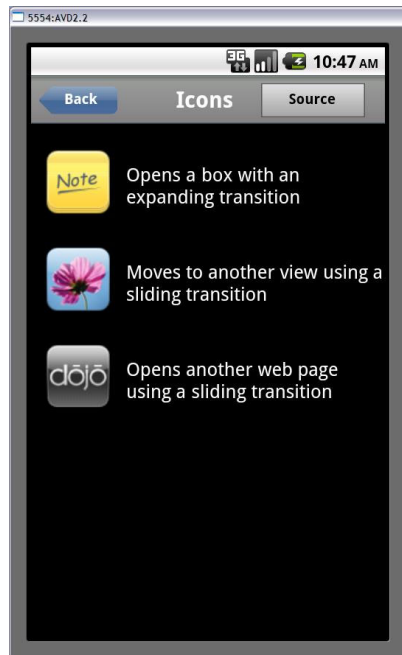 5554:AVD2.2
3G 10:47 AM
Back Icons Source
Note
Opens a box with an
expanding transition
Moves to another view using a
sliding transition
dōjō
Opens another web page
using a sliding transition